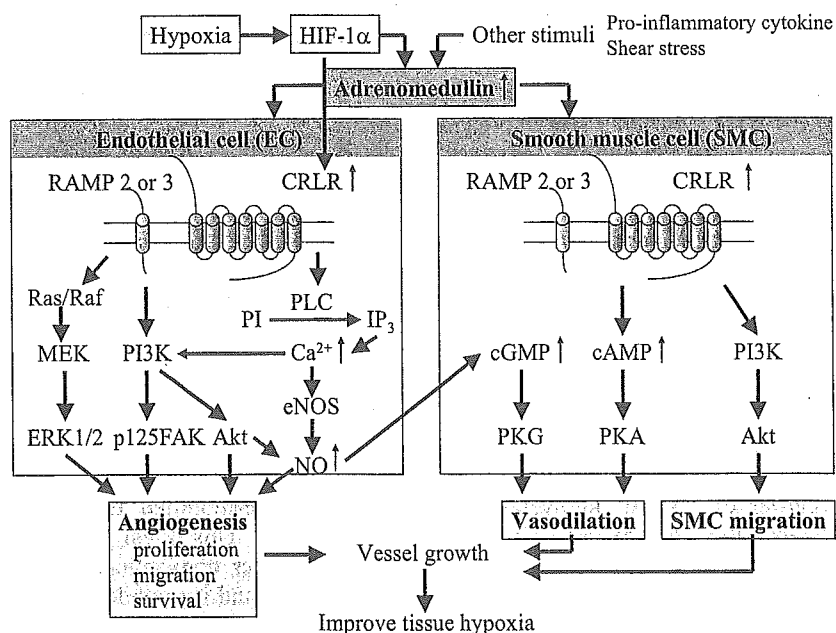 Hypoxia
HIF-1α
Other stimuli
Pro-inflammatory cytokine
Shear stress
Adrenomedullin ↑
Endothelial cell (EC)
RAMP 2 or 3
CRLR ↑
Ras/Raf
PLC
PI
IP3
MEK
PI3K
Ca2+ ↑
eNOS
ERK1/2
p125FAK
Akt
NO ↑
Smooth muscle cell (SMC)
RAMP 2 or 3
CRLR ↑
cGMP ↑
cAMP ↑
PI3K
PKG
PKA
Akt
Angiogenesis
proliferation
migration
survival
Vasodilation
SMC migration
Vessel growth
Improve tissue hypoxia